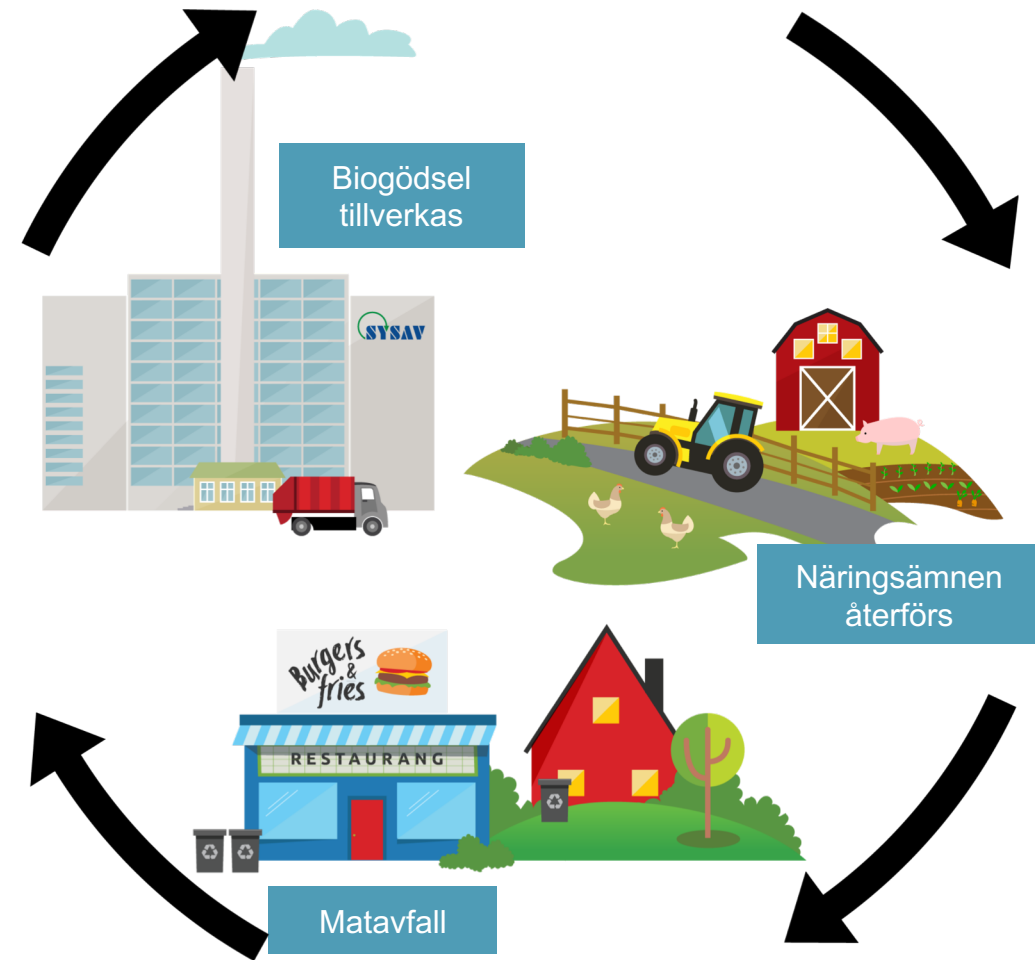 Biogödsel
tillverkas
SYSAV
Näringsämnen
återförs
Burgers
&
fries
RESTAURANG
Matavfall